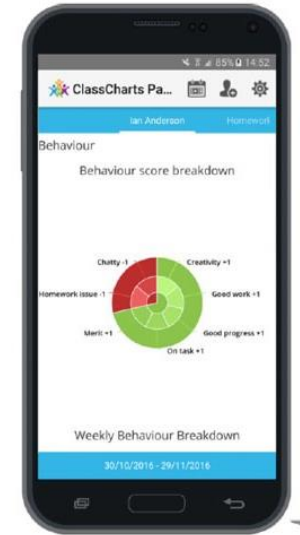 85% 14:52
ClassCharts Pa...
Ian Anderson
Homework
Behaviour
Behaviour score breakdown
Chatty -1
Creativity +1
Homework issue -1
Good work +1
Merit +1
Good progress +1
On task +1
Weekly Behaviour Breakdown
30/10/2016 - 29/11/2016